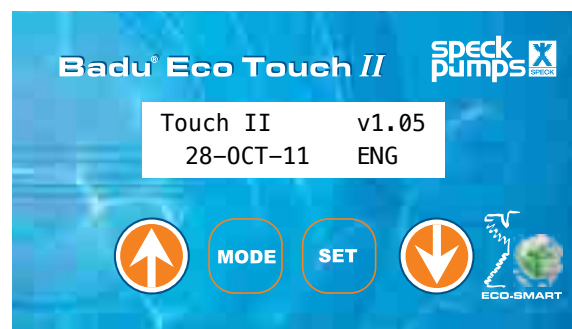 Badu® Eco Touch II
speck pumps
SPECK
Touch II v1.05
28-OCT-11 ENG
MODE SET
ECO-SMART